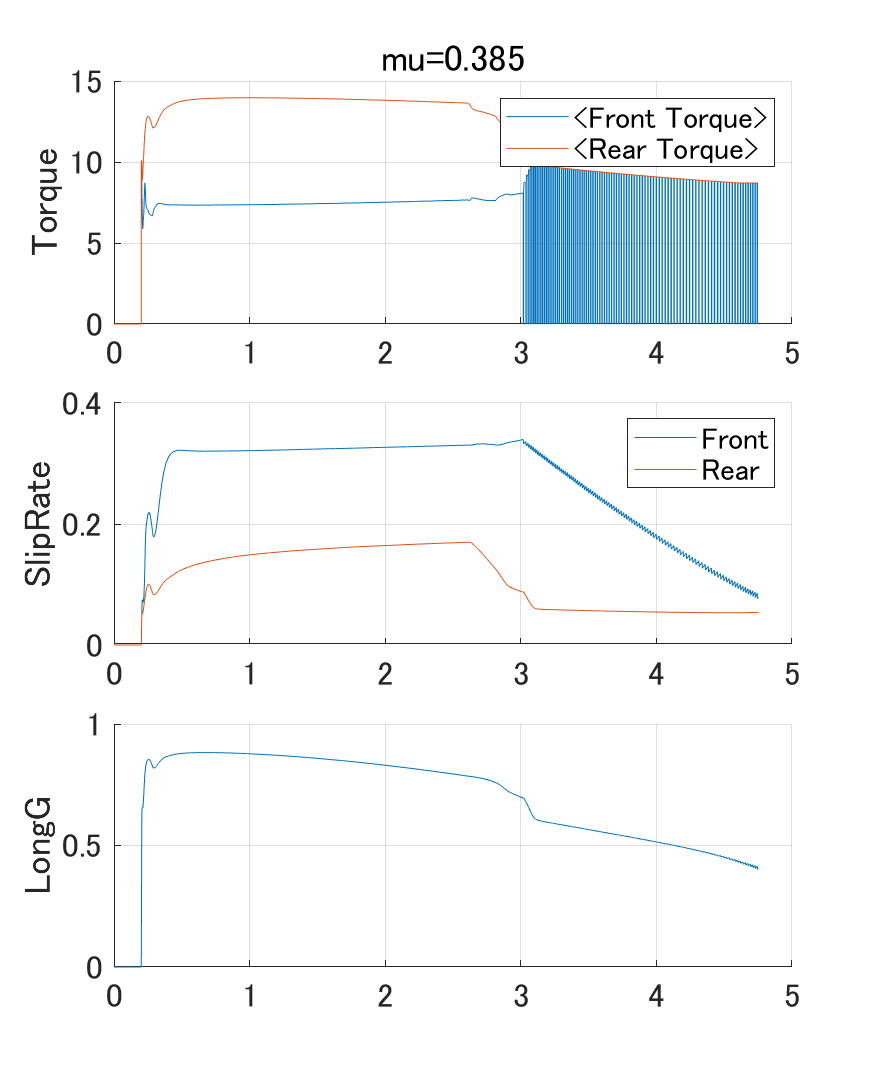 mu=0.385
Torque
15
10
5
0
<Front Torque>
<Rear Torque>
0 1 2 3 4 5
SlipRate
0.4
0.2
0
Front
Rear
0 1 2 3 4 5
LongG
1
0.5
0
0 1 2 3 4 5